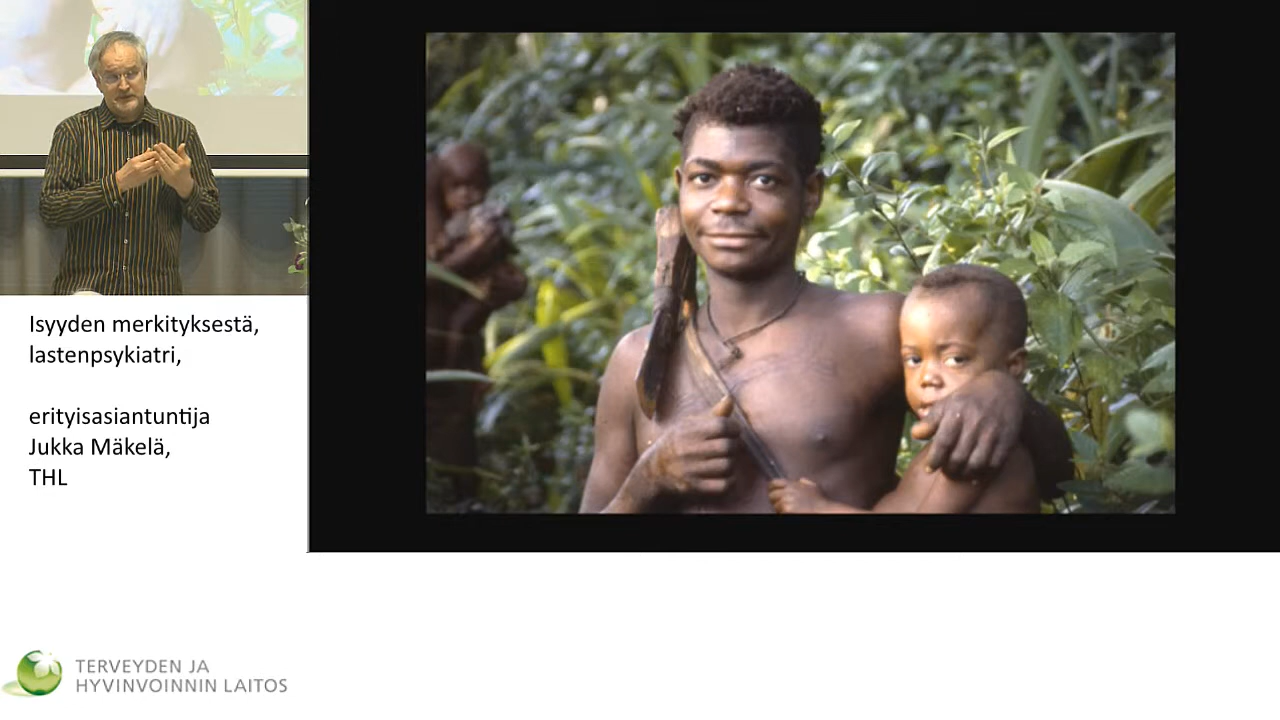 Isyyden merkityksestä,
lastenpsykiatri,
erityisasiantuntija
Jukka Mäkelä,
THL
TERVEYDEN JA
HYVINVOINNIN LAITOS